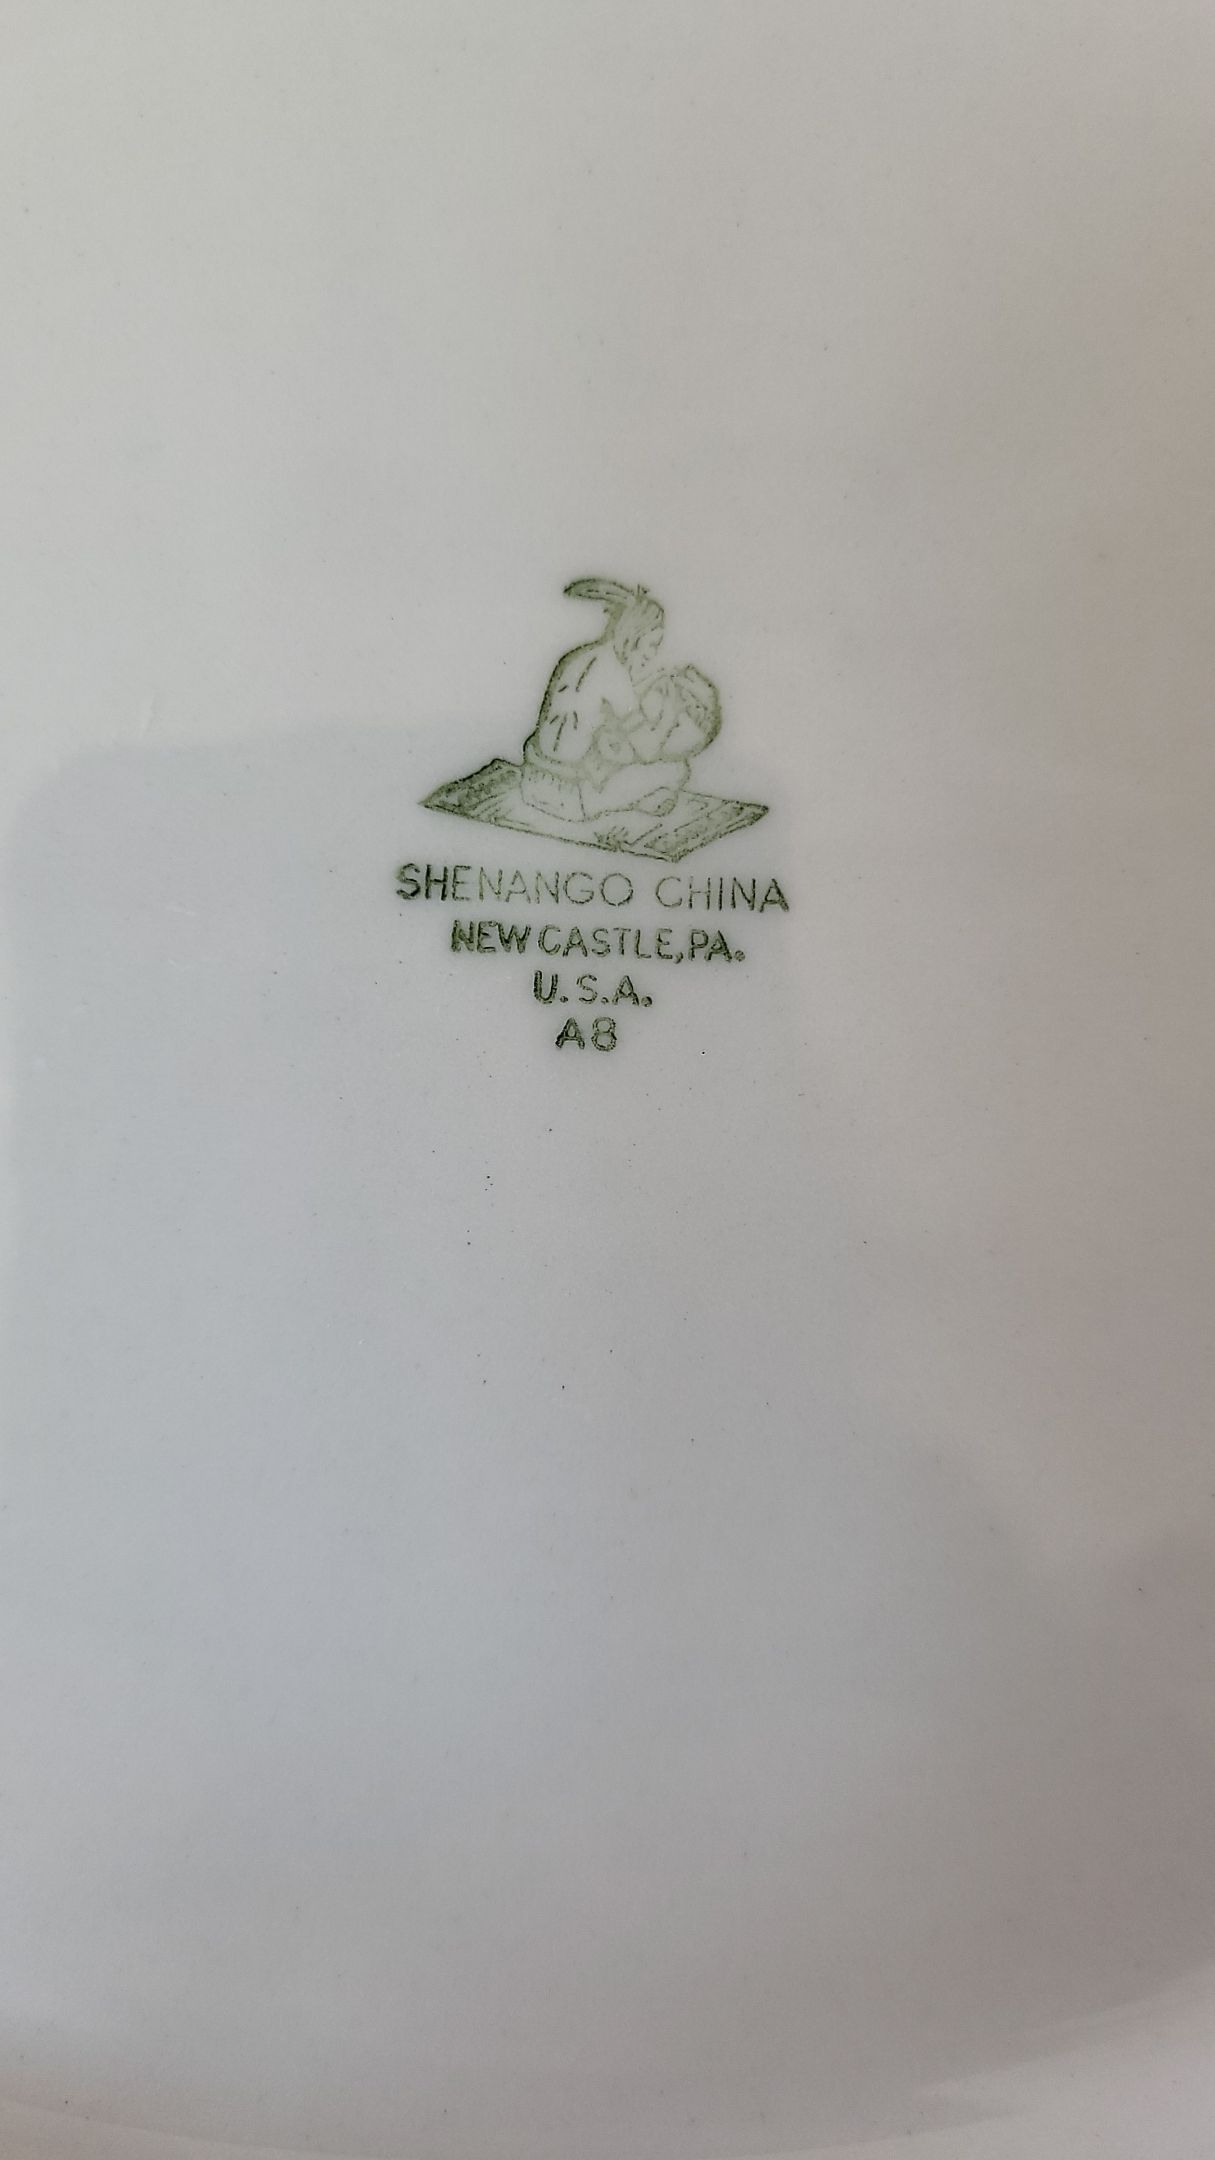 SHENANGO CHINA
NEW CASTLE, PA.
U.S.A.
A8